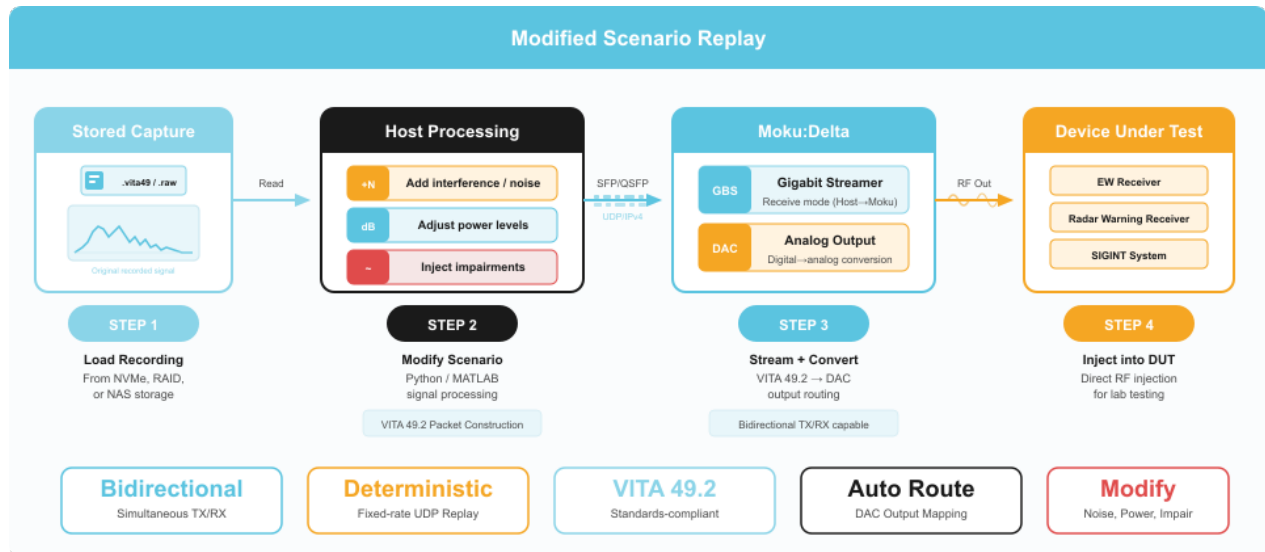 Modified Scenario Replay
Stored Capture
.vita49 / .raw
Original recorded signal
Read
Host Processing
+N
Add interference / noise
dB
Adjust power levels
~
Inject impairments
SFP/QSFP
UDP/IPv4
Moku:Delta
GBS
Gigabit Streamer
Receive mode (Host→Moku)
DAC
Analog Output
Digital→analog conversion
RF Out
Device Under Test
EW Receiver
Radar Warning Receiver
SIGINT System
STEP 1
Load Recording
From NVMe, RAID,
or NAS storage
STEP 2
Modify Scenario
Python / MATLAB
signal processing
VITA 49.2 Packet Construction
STEP 3
Stream + Convert
VITA 49.2 → DAC
output routing
Bidirectional TX/RX capable
STEP 4
Inject into DUT
Direct RF injection
for lab testing
Bidirectional
Simultaneous TX/RX
Deterministic
Fixed-rate UDP Replay
VITA 49.2
Standards-compliant
Auto Route
DAC Output Mapping
Modify
Noise, Power, Impair